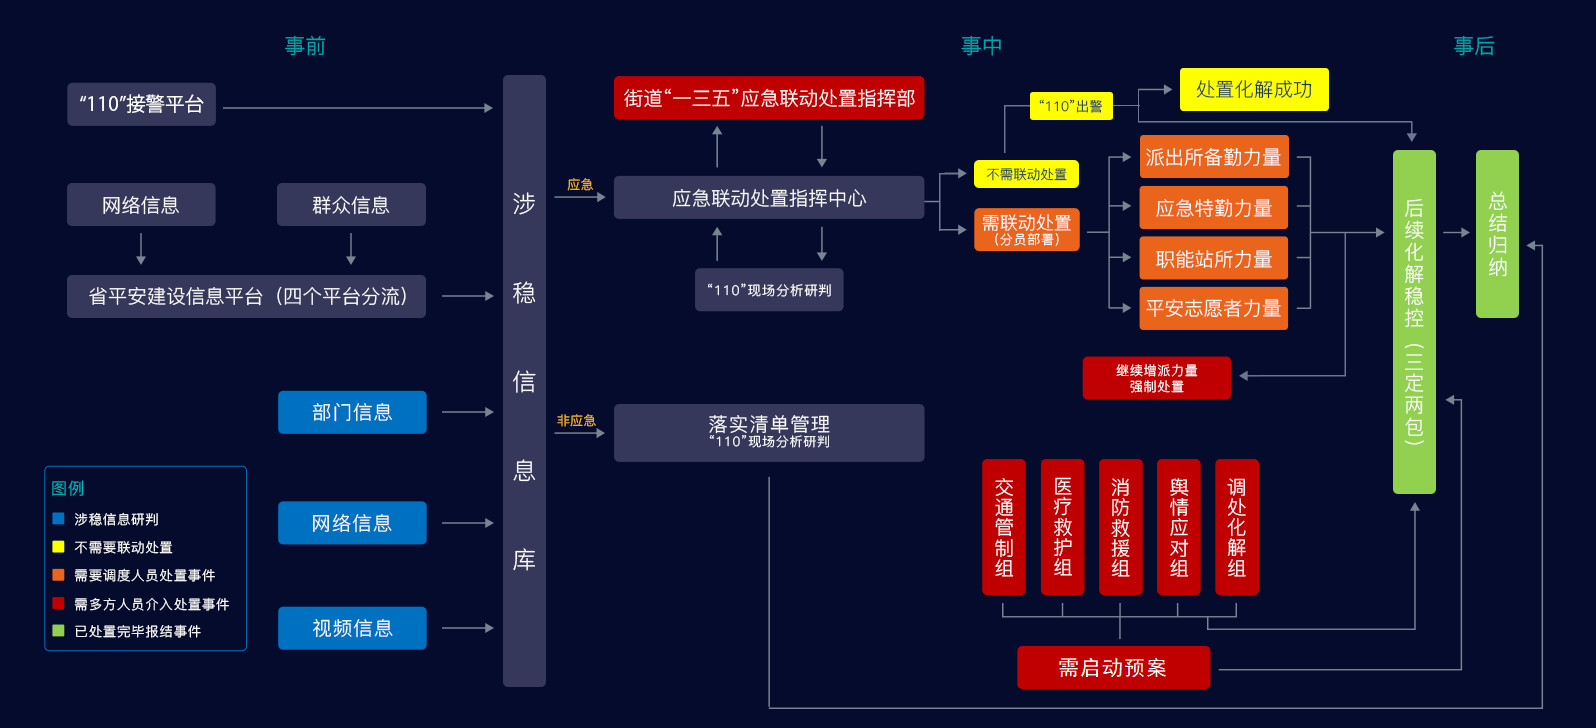 事前
事中
事后
“110”接警平台
网络信息
群众信息
省平安建设信息平台（四个平台分流）
部门信息
网络信息
视频信息
图例
涉稳信息研判
不需要联动处置
需要调度人员处置事件
需多方人员介入处置事件
已处置完毕报结事件
涉稳信息库
应急
非应急
街道“一三五”应急联动处置指挥部
应急联动处置指挥中心
“110”现场分析研判
落实清单管理
“110”现场分析研判
“110”出警
处置化解成功
不需联动处置
需联动处置
(分员部署)
派出所备勤力量
应急特勤力量
职能站所力量
平安志愿者力量
继续增派力量
强制处置
交通管制组
医疗救护组
消防救援组
舆情应对组
调处化解组
需启动预案
后续化解稳控（三定两包）
总结归纳